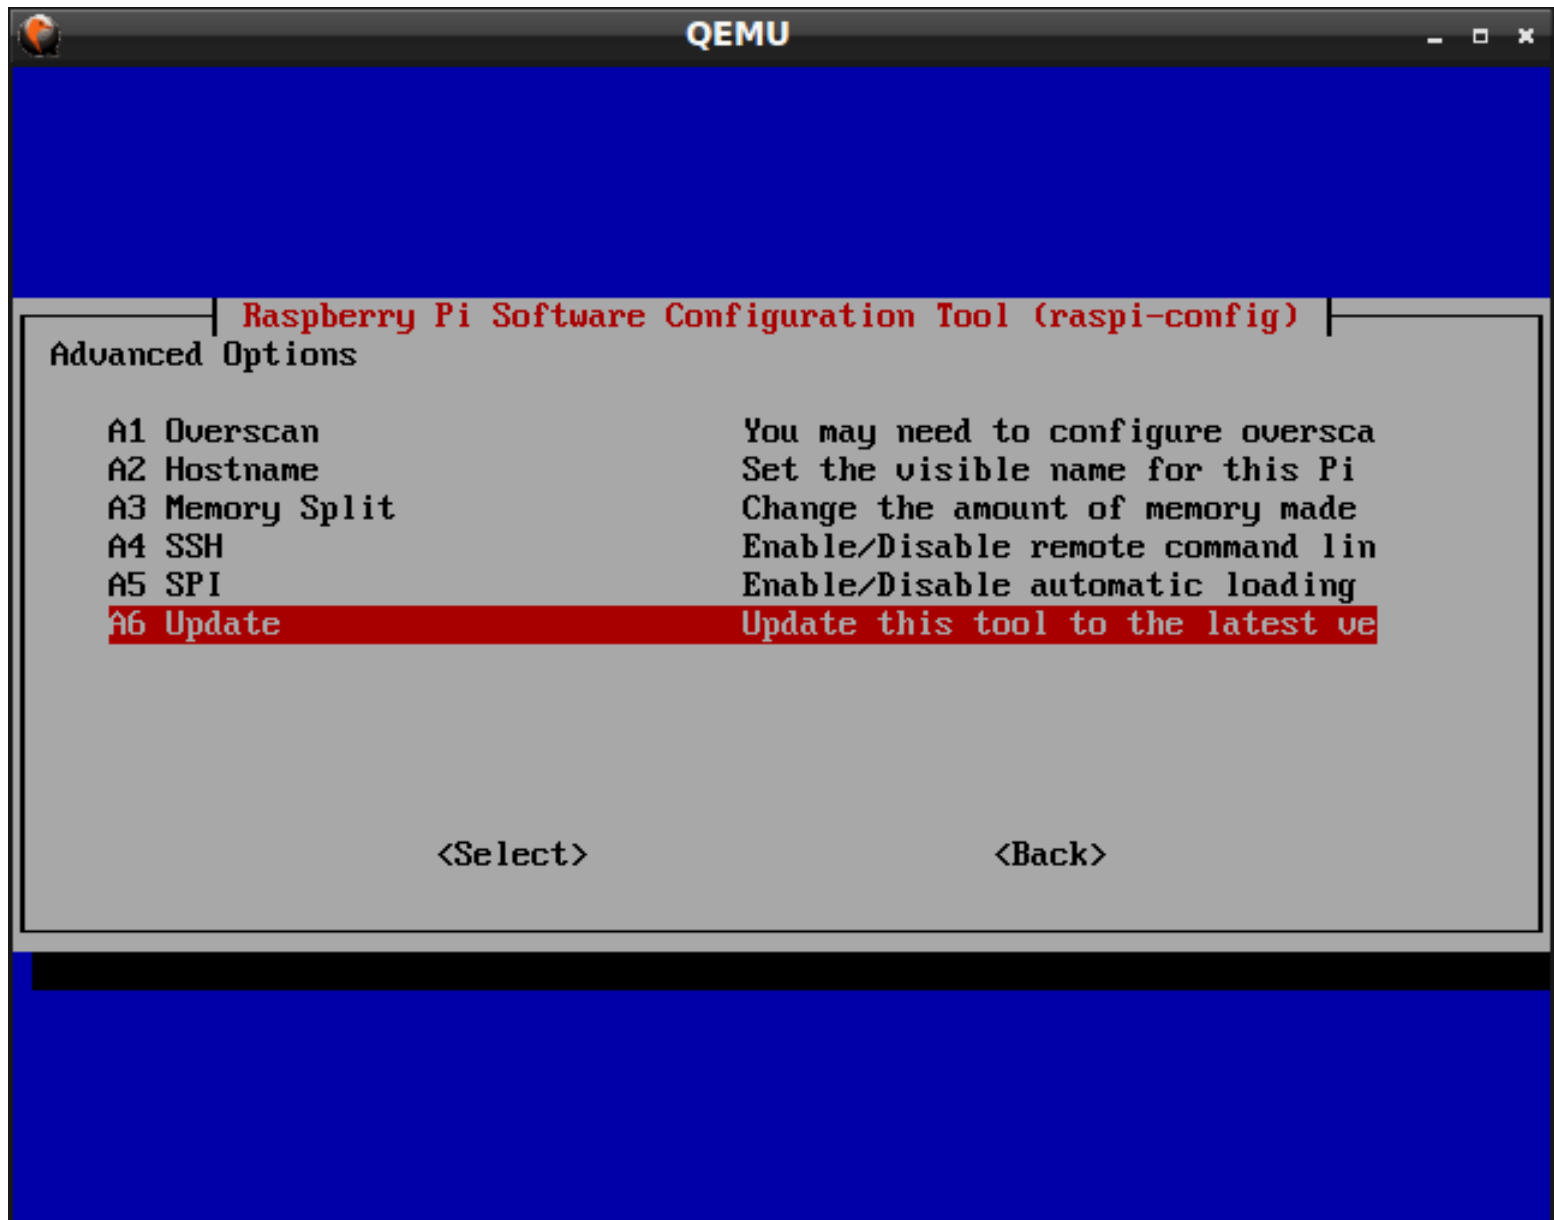 QEMU
Raspberry Pi Software Configuration Tool (raspi-config)
Advanced Options
A1 Overscan You may need to configure oversca
A2 Hostname Set the visible name for this Pi
A3 Memory Split Change the amount of memory made
A4 SSH Enable/Disable remote command lin
A5 SPI Enable/Disable automatic loading
A6 Update Update this tool to the latest ve
<Select> <Back>